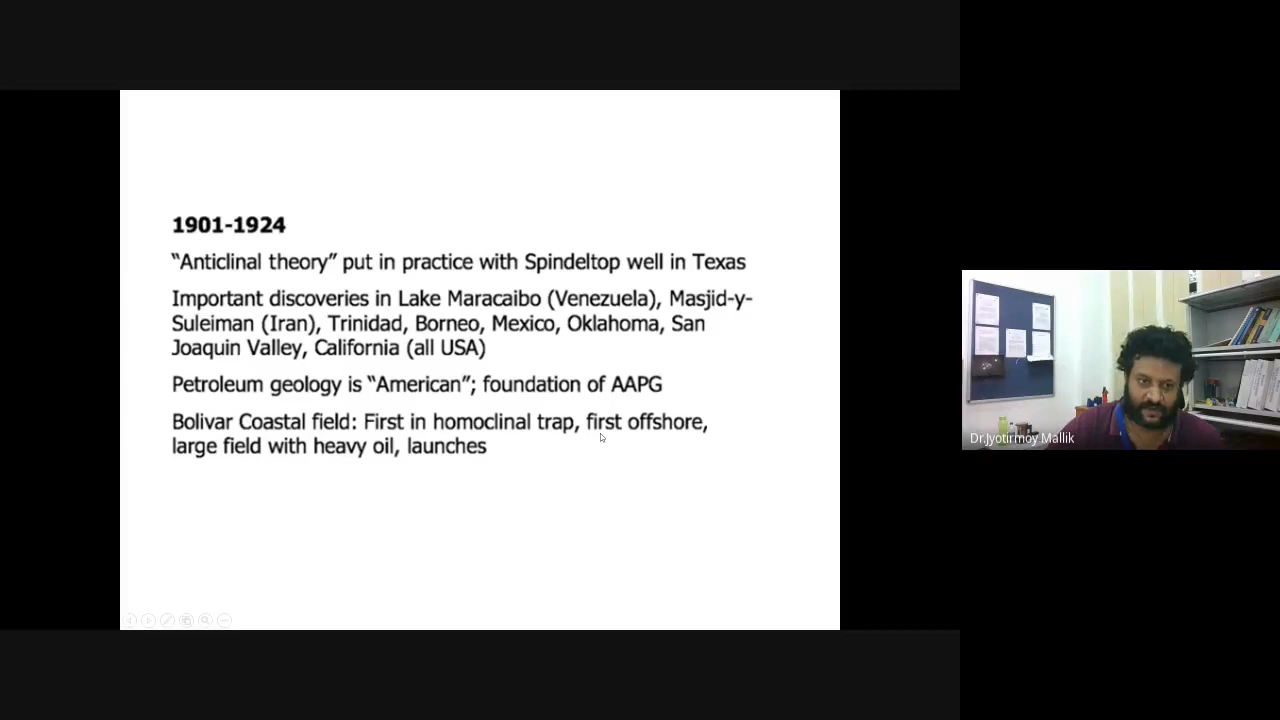 1901-1924
“Anticlinal theory” put in practice with Spindeltop well in Texas
Important discoveries in Lake Maracaibo (Venezuela), Masjid-y-
Suleiman (Iran), Trinidad, Borneo, Mexico, Oklahoma, San
Joaquin Valley, California (all USA)
Petroleum geology is “American”; foundation of AAPG
Bolivar Coastal field: First in homoclinal trap, first offshore,
large field with heavy oil, launches
Dr.Jyotirmoy Mallik